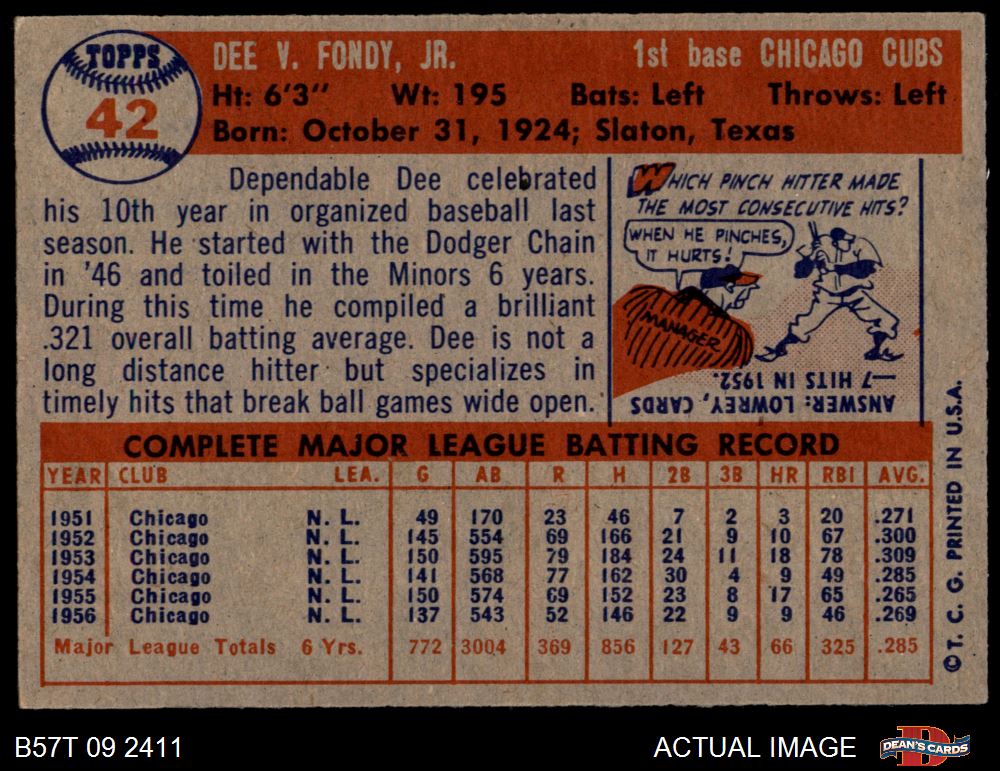 TOPPS
42
DEE V. FONDY, JR. 1st base CHICAGO CUBS
Ht: 6'3" Wt: 195 Bats: Left Throws: Left
Born: October 31, 1924; Slaton, Texas
Dependable Dee celebrated
his 10th year in organized baseball last
season. He started with the Dodger Chain
in '46 and toiled in the Minors 6 years.
During this time he compiled a brilliant
.321 overall batting average. Dee is not a
long distance hitter but specializes in
timely hits that break ball games wide open.
WHICH PINCH HITTER MADE
THE MOST CONSECUTIVE HITS?
WHEN HE PINCHES,
IT HURTS!
MANAGER
ANSWER: LOWREY, CARDS
—7 HITS IN 1952.
COMPLETE MAJOR LEAGUE BATTING RECORD
YEAR CLUB LEA. G AB R H 2B 3B HR RBI AVG.
1951 Chicago N. L. 49 170 23 46 7 2 3 20 .271
1952 Chicago N. L. 145 554 69 166 21 9 10 67 .300
1953 Chicago N. L. 150 595 79 184 24 11 18 78 .309
1954 Chicago N. L. 141 568 77 162 30 4 9 49 .285
1955 Chicago N. L. 150 574 69 152 23 8 17 65 .265
1956 Chicago N. L. 137 543 52 146 22 9 9 46 .269
Major League Totals 6 Yrs. 772 3004 369 856 127 43 66 325 .285
© T. C. G. PRINTED IN U.S.A.
B57T 09 2411
ACTUAL IMAGE
DEAN'S CARDS